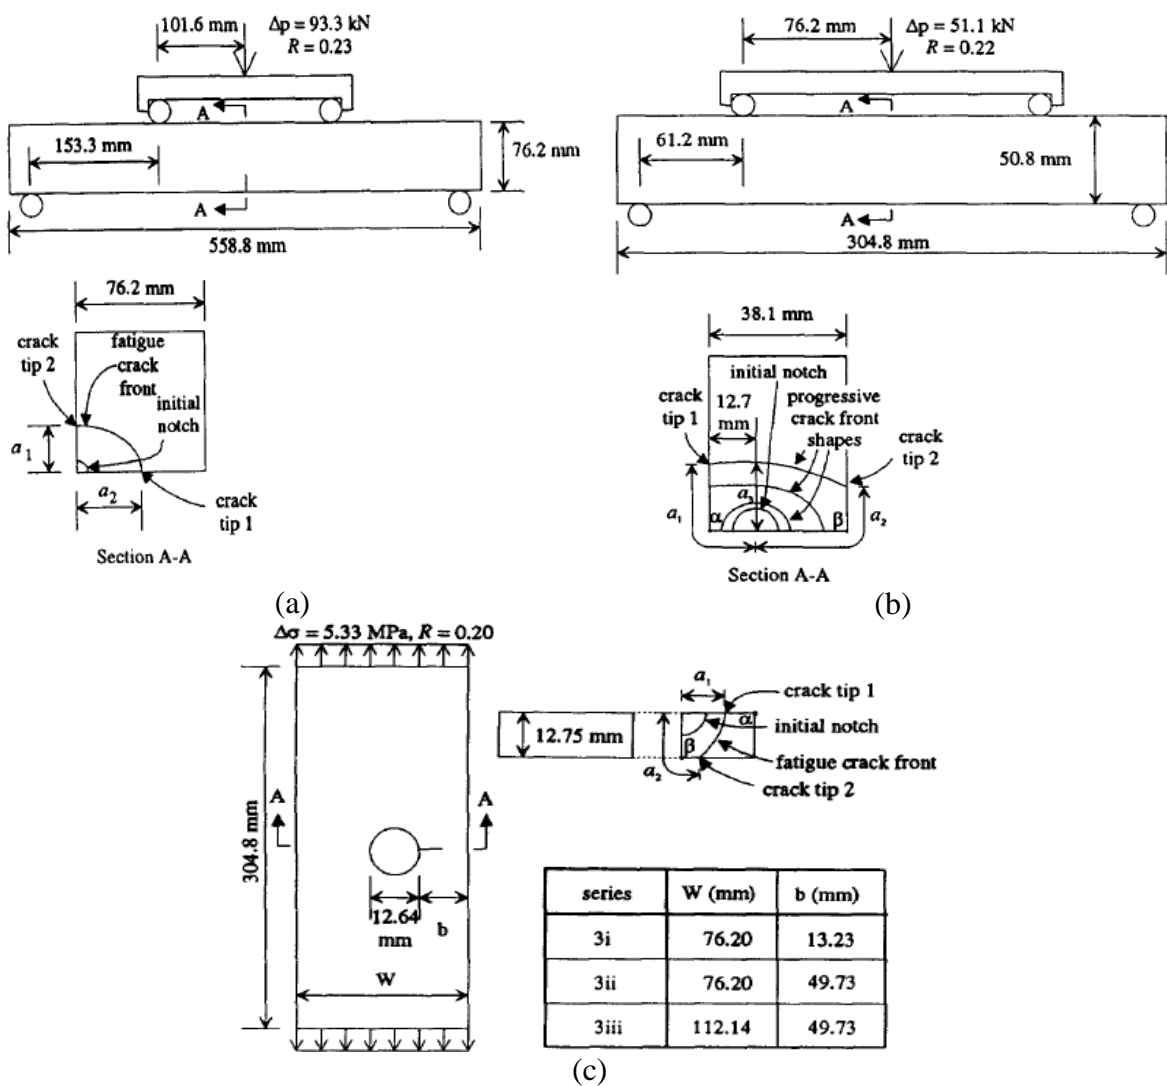 101.6 mm
Δp = 93.3 kN
R = 0.23
A
153.3 mm
76.2 mm
A
558.8 mm
76.2 mm
crack
tip 2
fatigue
crack
front
initial
notch
a₁
a₂
crack
tip 1
Section A-A
(a)
76.2 mm
Δp = 51.1 kN
R = 0.22
A
61.2 mm
50.8 mm
A
304.8 mm
38.1 mm
initial notch
crack
tip 1
12.7
mm
progressive
crack front
shapes
crack
tip 2
a₁
a₃
a₂
α
β
Section A-A
(b)
Δσ = 5.33 MPa, R = 0.20
304.8 mm
A
A
12.64
mm
b
W
12.75 mm
a₁
crack tip 1
α
initial notch
β
fatigue crack front
a₂
crack tip 2
series W (mm) b (mm)
3i 76.20 13.23
3ii 76.20 49.73
3iii 112.14 49.73
(c)